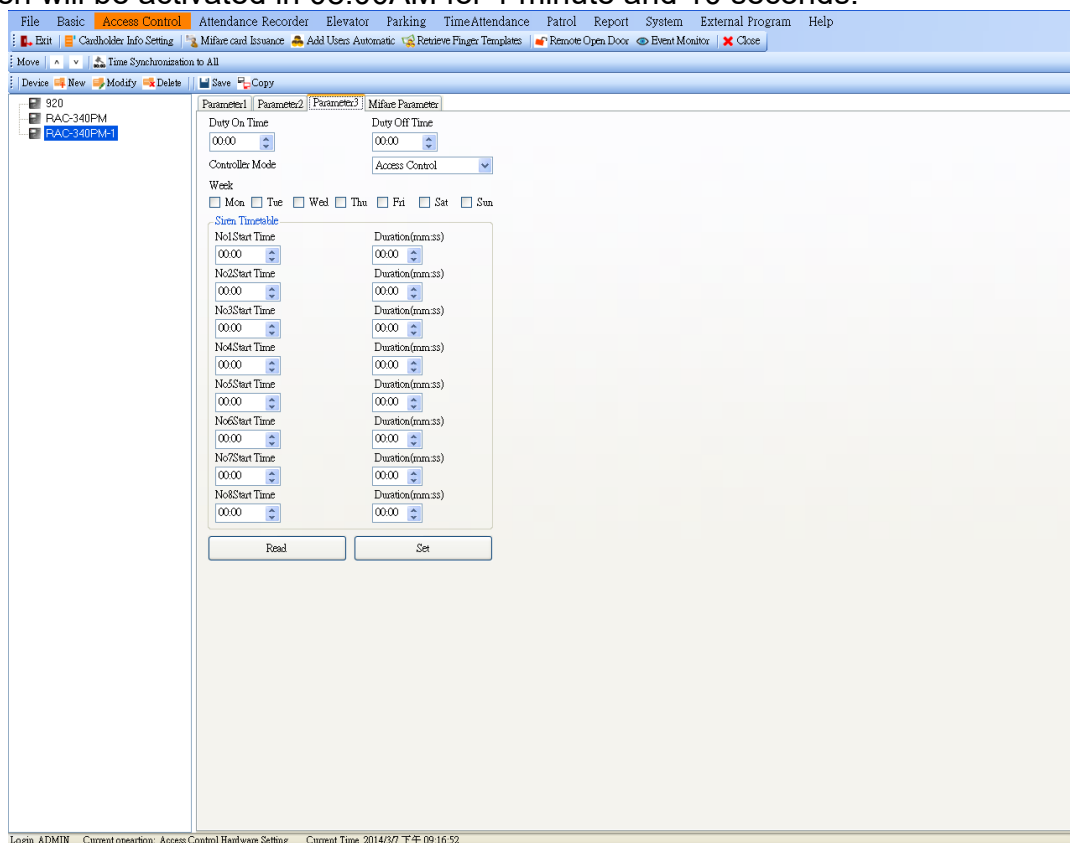 will be activated in 08:00AM for 1 minute and 10 seconds.
File Basic Access Control Attendance Recorder Elevator Parking TimeAttendance Patrol Report System External Program Help
Exit Cardholder Info Setting Mifare card Issuance Add Users Automatic Retrieve Finger Templates Remote Open Door Event Monitor Close
Move Time Synchronization to All
Device New Modify Delete Save Copy
920
RAC-340PM
RAC-340PM-1
Parameter1 Parameter2 Parameter3 Mifare Parameter
Duty On Time Duty Off Time
00:00 00:00
Controller Mode Access Control
Week
Mon Tue Wed Thu Fri Sat Sun
Siren Timetable
No1Start Time Duration(mm:ss)
00:00 00:00
No2Start Time Duration(mm:ss)
00:00 00:00
No3Start Time Duration(mm:ss)
00:00 00:00
No4Start Time Duration(mm:ss)
00:00 00:00
No5Start Time Duration(mm:ss)
00:00 00:00
No6Start Time Duration(mm:ss)
00:00 00:00
No7Start Time Duration(mm:ss)
00:00 00:00
No8Start Time Duration(mm:ss)
00:00 00:00
Read Set
Login ADMIN Current opeartion: Access Control Hardware Setting Current Time 2014/3/7 下午 09:16:52